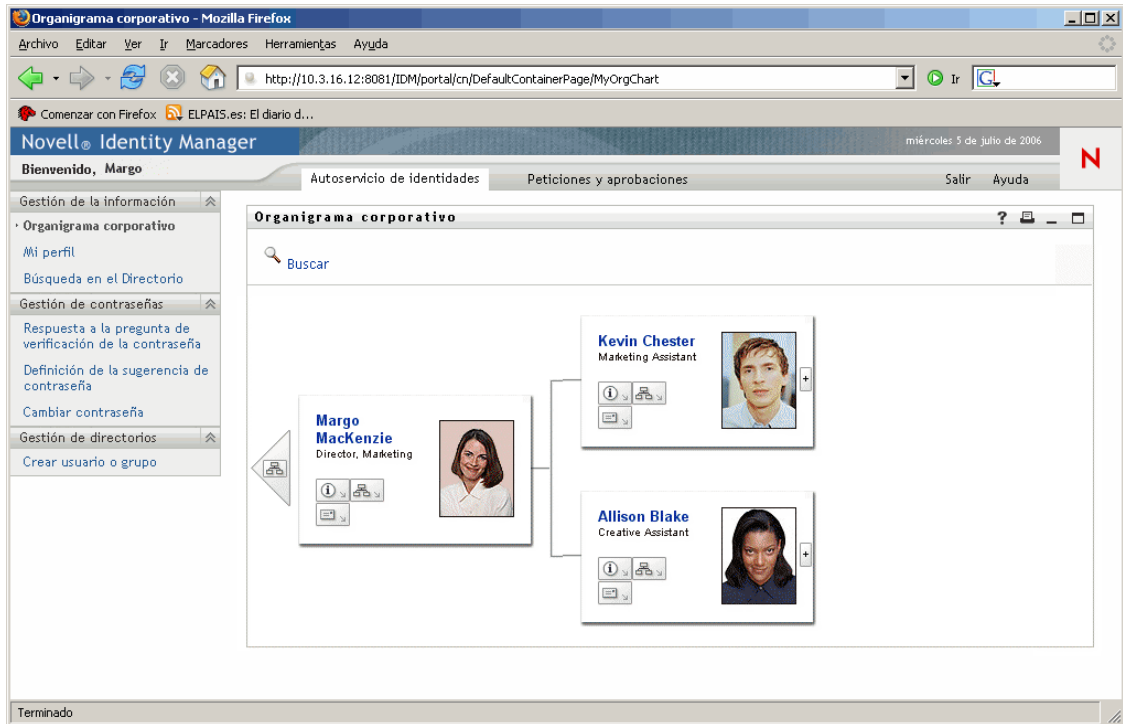 Organigrama corporativo - Mozilla Firefox
Archivo Editar Ver Ir Marcadores Herramientas Ayuda
http://10.3.16.12:8081/IDM/portal/cn/DefaultContainerPage/MyOrgChart
Ir
G
Comenzar con Firefox ELPAIS.es: El diario d...
Novell® Identity Manager
miércoles 5 de julio de 2006
N
Bienvenido, Margo
Autoservicio de identidades
Peticiones y aprobaciones
Salir
Ayuda
Gestión de la información
Organigrama corporativo
Mi perfil
Búsqueda en el Directorio
Gestión de contraseñas
Respuesta a la pregunta de
verificación de la contraseña
Definición de la sugerencia de
contraseña
Cambiar contraseña
Gestión de directorios
Crear usuario o grupo
Organigrama corporativo
?
Buscar
Margo
MacKenzie
Director, Marketing
Kevin Chester
Marketing Assistant
+
Allison Blake
Creative Assistant
+
Terminado